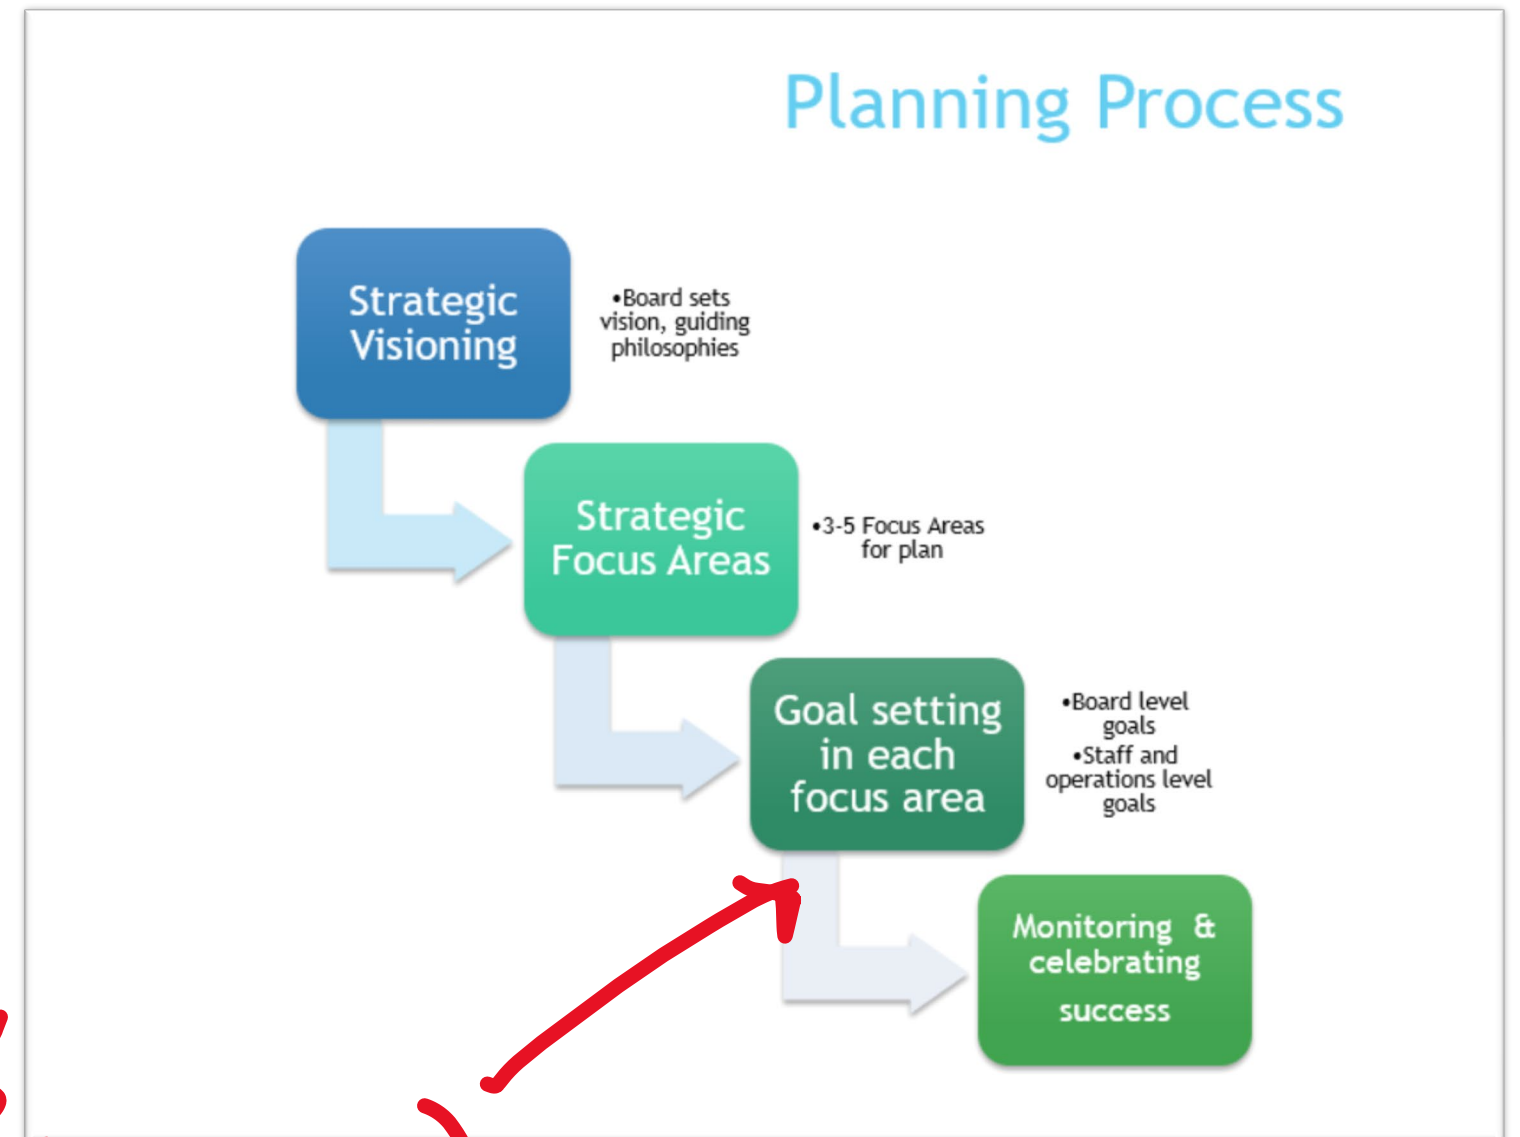 Planning Process
Strategic
Visioning
•Board sets
vision, guiding
philosophies
Strategic
Focus Areas
•3-5 Focus Areas
for plan
Goal setting
in each
focus area
•Board level
goals
•Staff and
operations level
goals
Monitoring &
celebrating
success